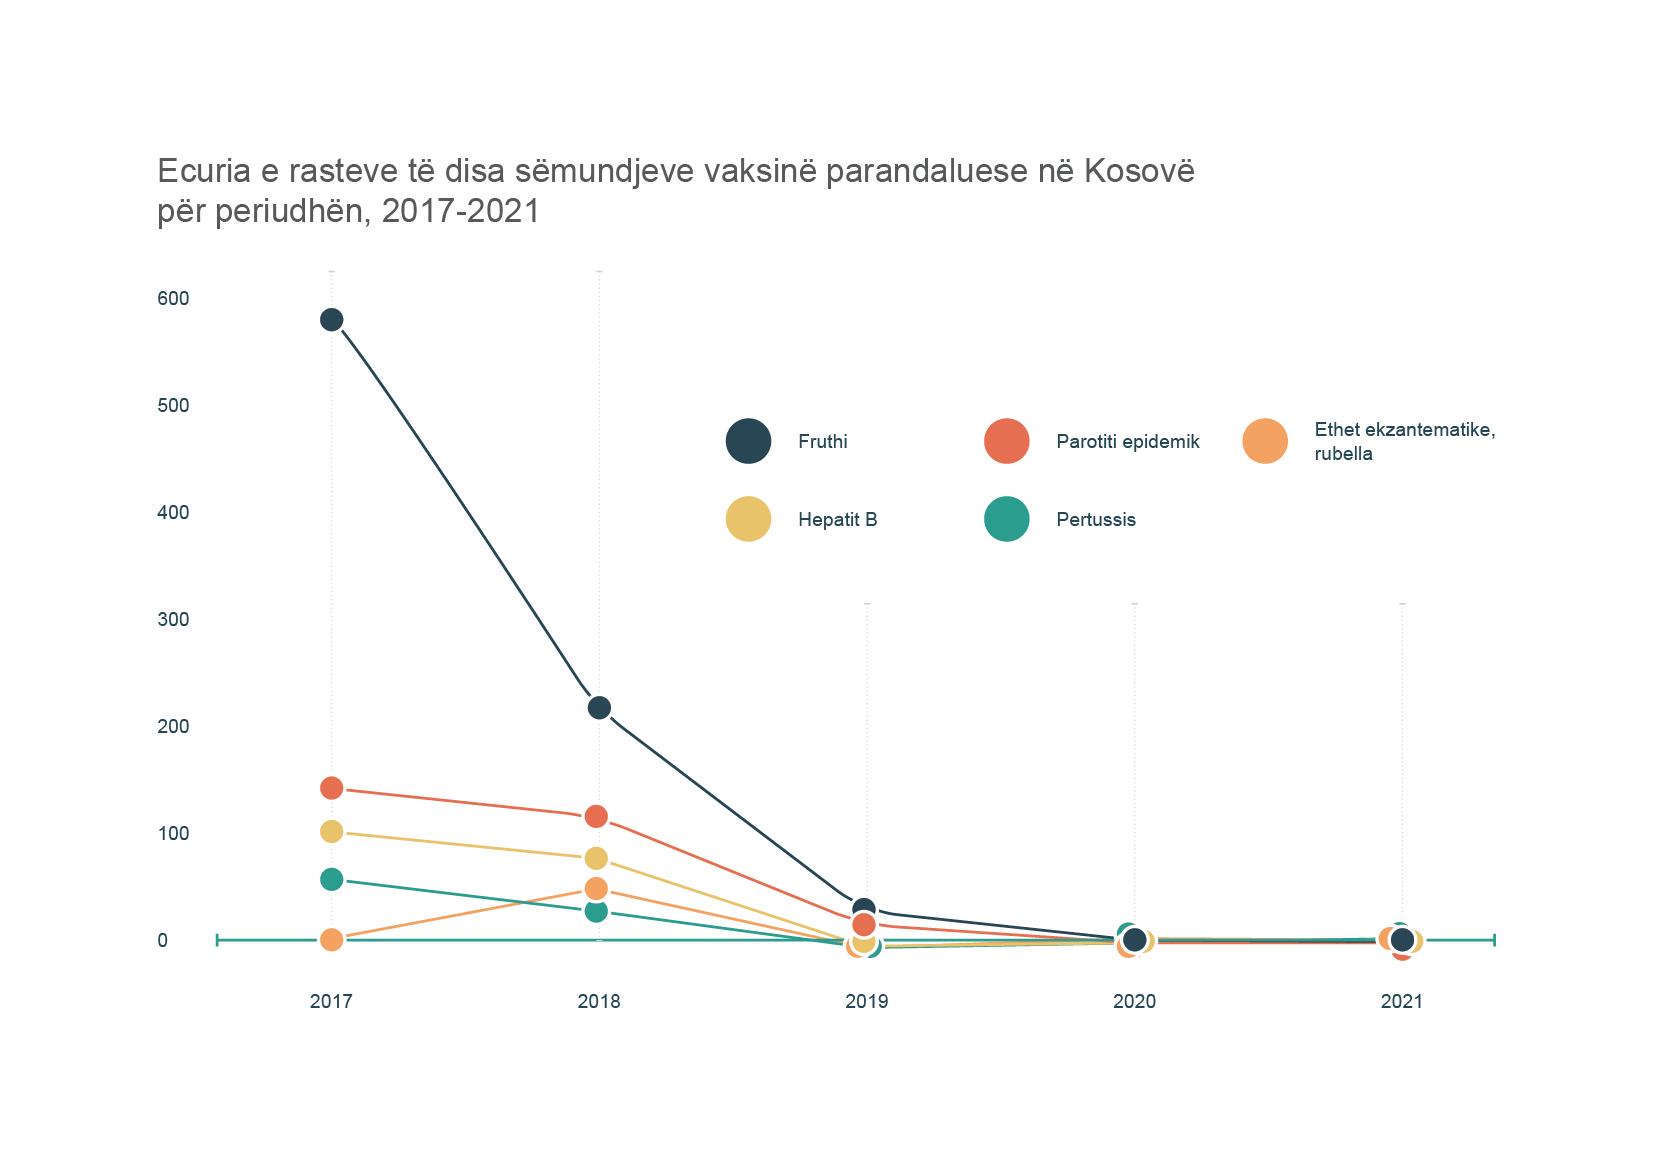 Ecuria e rasteve të disa sëmundjeve vaksinë parandaluese në Kosovë
për periudhën, 2017-2021
600
500
400
300
200
100
0
Fruthi
Parotiti epidemik
Ethet ekzantematike,
rubella
Hepatit B
Pertussis
2017
2018
2019
2020
2021